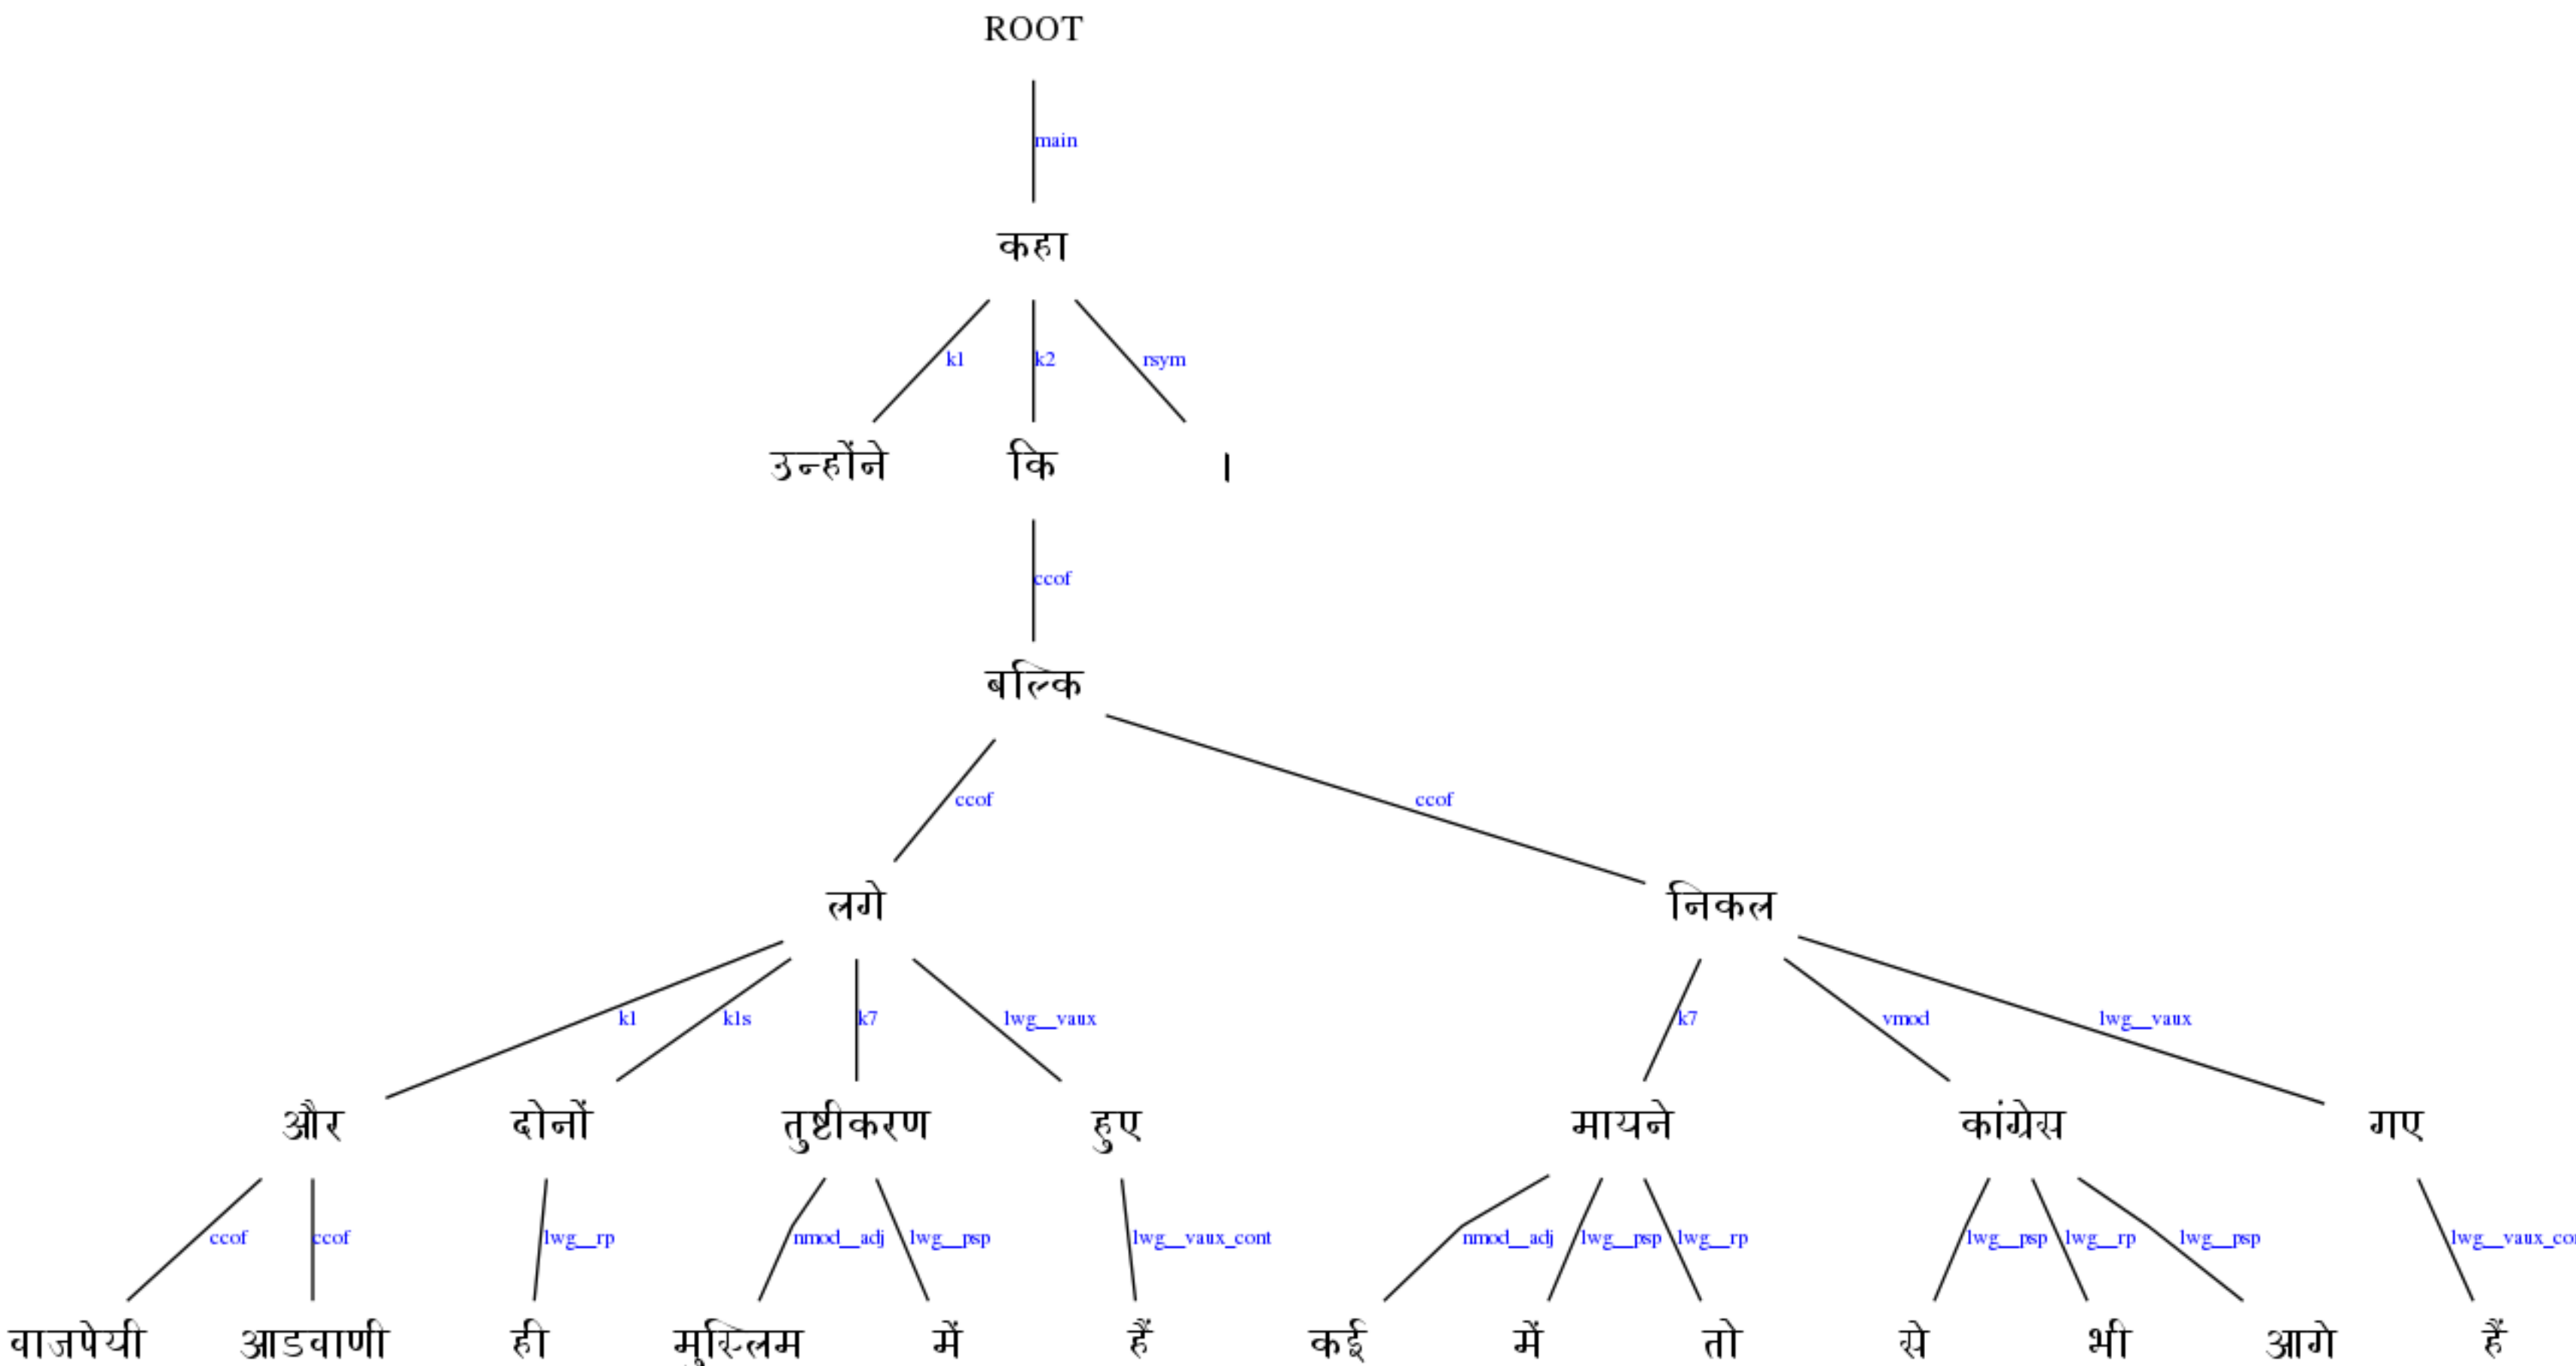 ROOT
main
कहा
k1 k2 rsym
उन्होंने कि ।
ccof
बल्कि
ccof ccof
लगे निकल
k1 k1s k7 lwg__vaux k7 vmod lwg__vaux
और दोनों तुष्टीकरण हुए मायने कांग्रेस गए
ccof ccof lwg__rp nmod__adj lwg__psp lwg__vaux_cont nmod__adj lwg__psp lwg__rp lwg__psp lwg__rp lwg__psp
वाजपेयी आडवाणी ही मुस्लिम में हैं कई में तो से भी आगे हैं